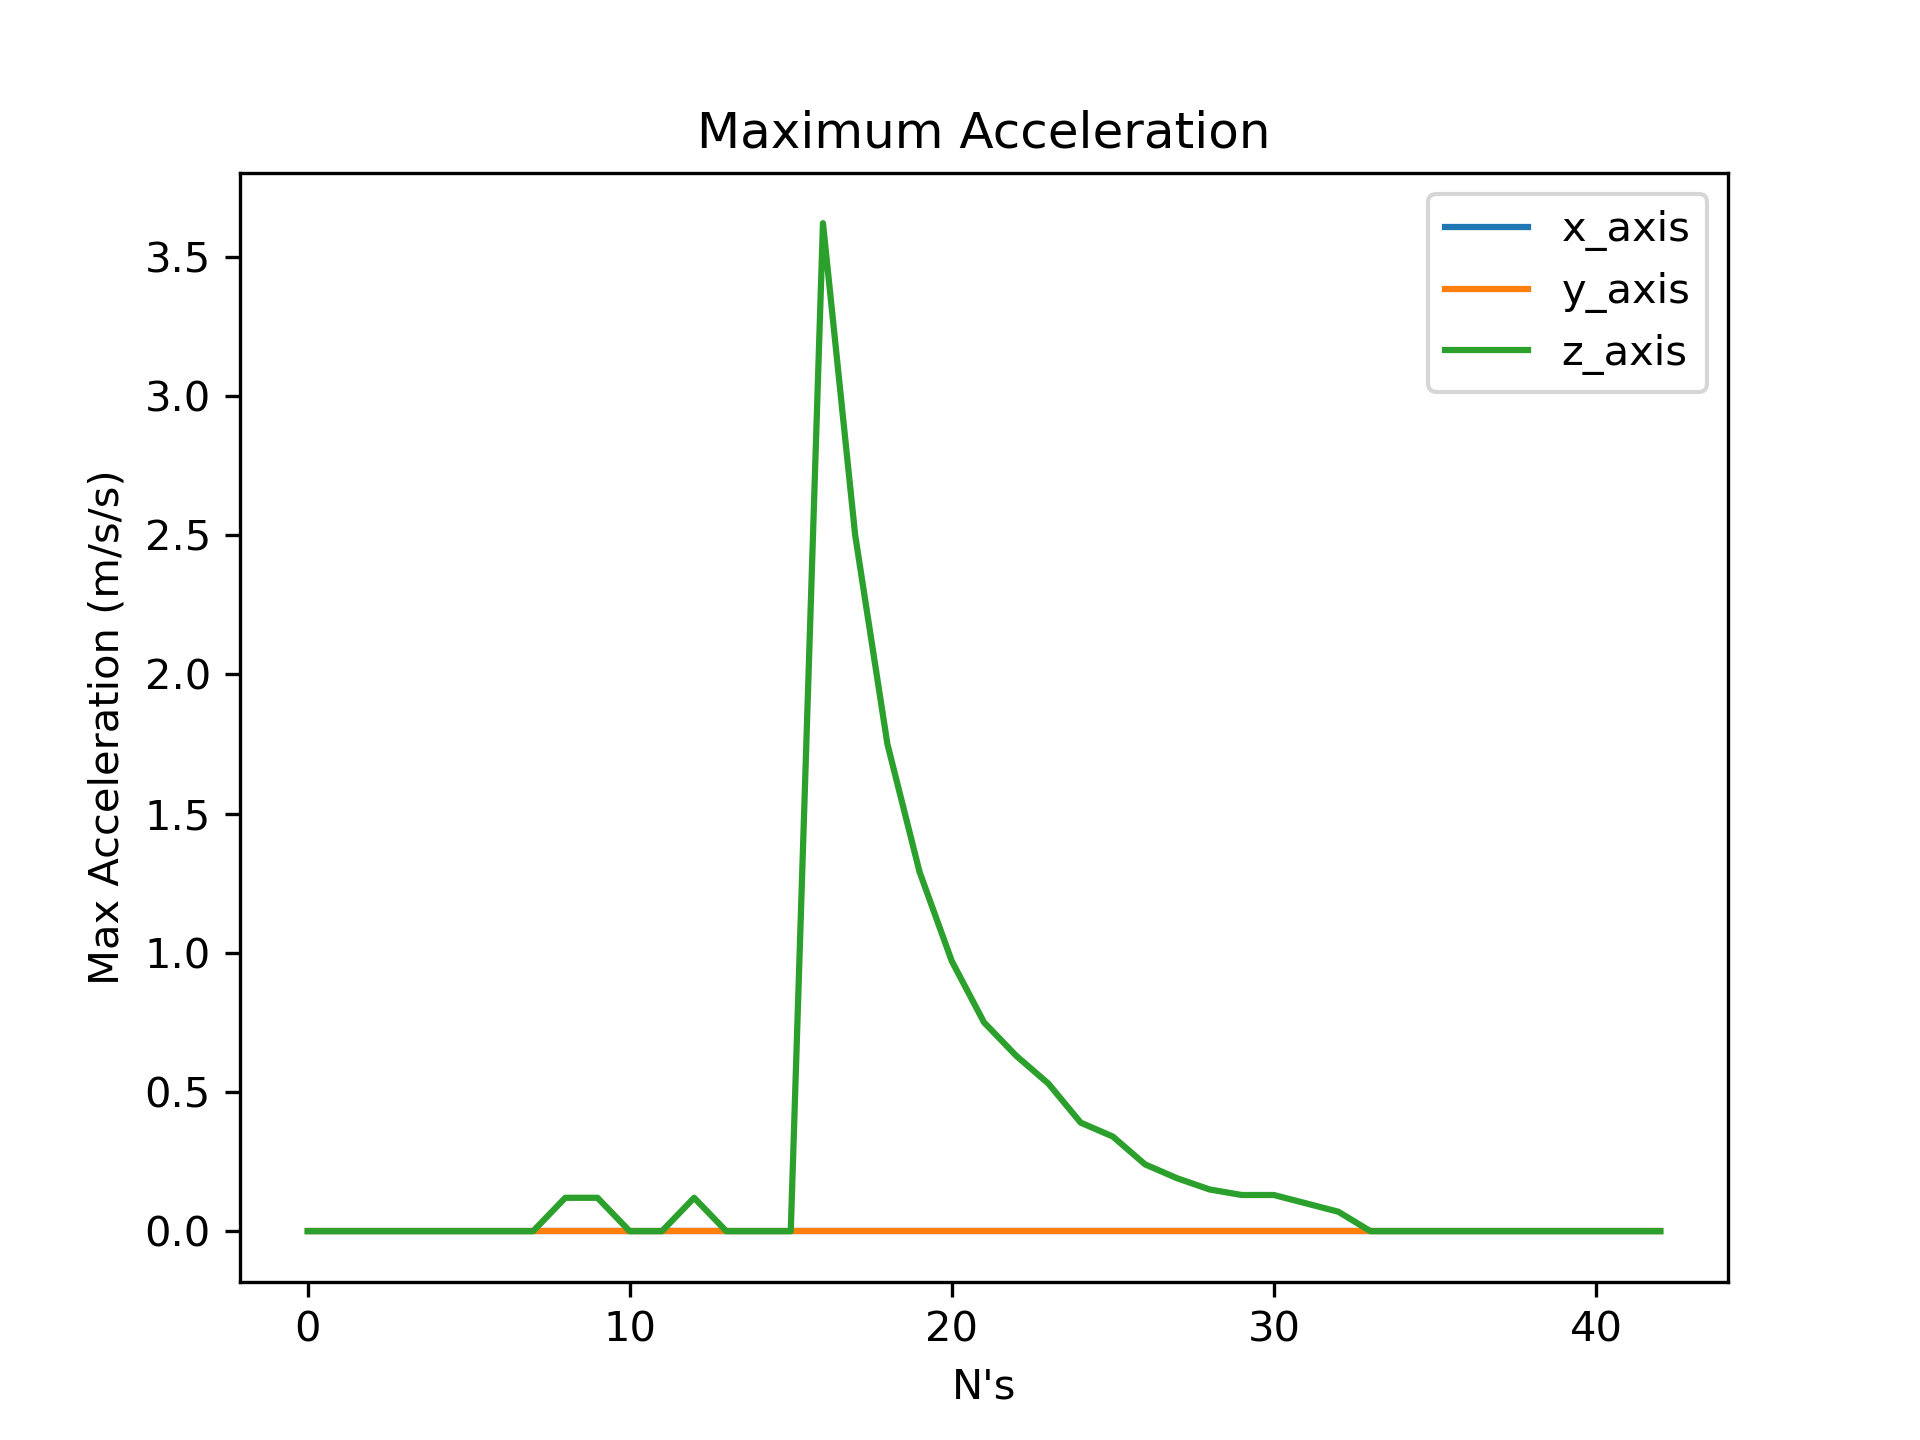 Maximum Acceleration
x_axis
y_axis
z_axis
Max Acceleration (m/s/s)
3.5
3.0
2.5
2.0
1.5
1.0
0.5
0.0
0 10 20 30 40
N's